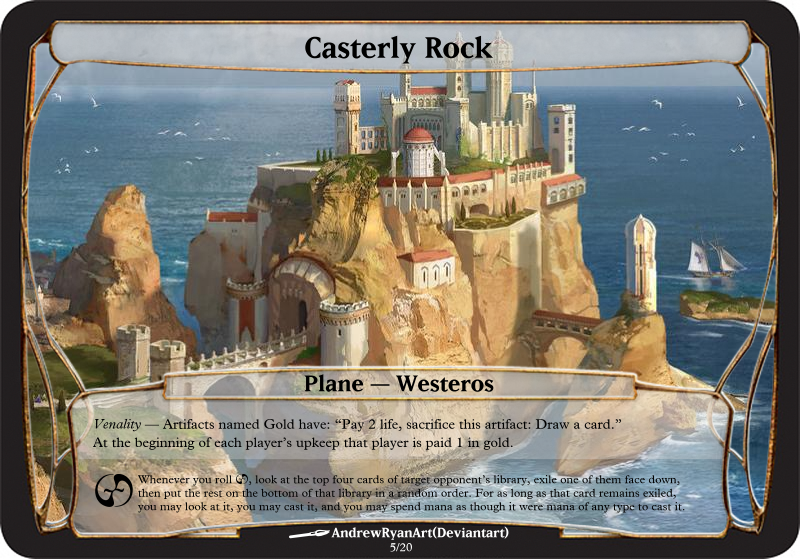 Casterly Rock
Plane — Westeros
Venality — Artifacts named Gold have: “Pay 2 life, sacrifice this artifact: Draw a card.”
At the beginning of each player’s upkeep that player is paid 1 in gold.
Whenever you roll , look at the top four cards of target opponent’s library, exile one of them face down,
then put the rest on the bottom of that library in a random order. For as long as that card remains exiled,
you may look at it, you may cast it, and you may spend mana as though it were mana of any type to cast it.
AndrewRyanArt(Deviantart)
5/20